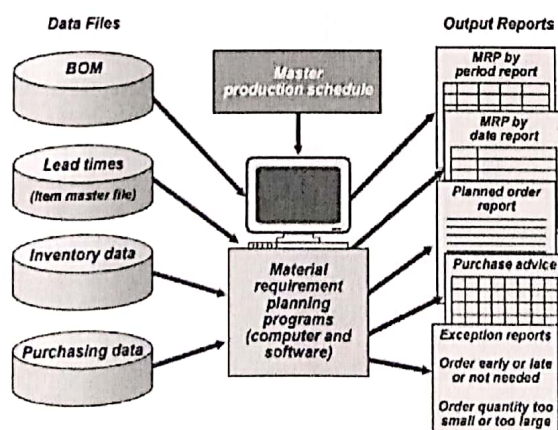 Data Files
BOM
Lead times
(Item master file)
Inventory data
Purchasing data
Master
production schedule
Material
requirement
planning
programs
(computer and
software)
Output Reports
MRP by
period report
MRP by
date report
Planned order
report
Purchase advice
Exception reports
Order early or late
or not needed
Order quantity too
small or too large